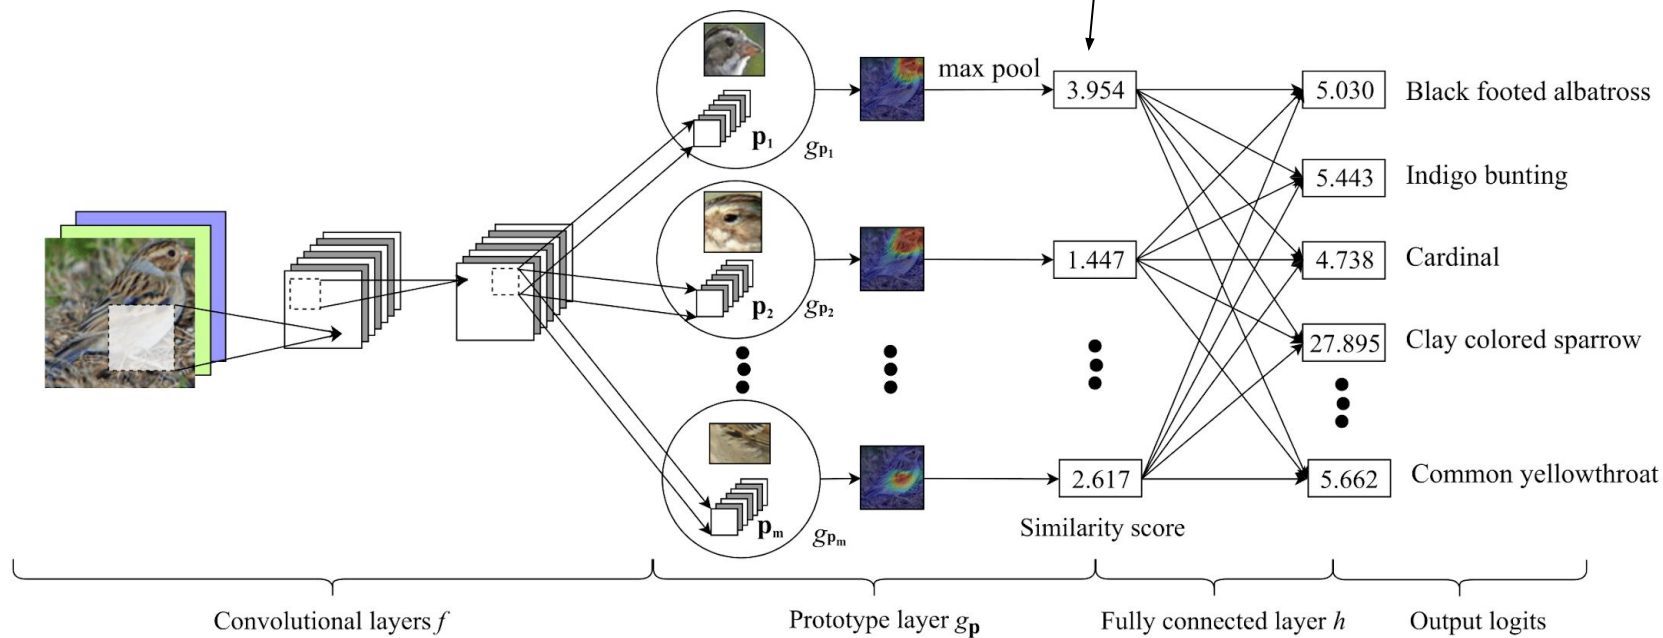 p1
gp1
max pool
3.954
5.030
Black footed albatross
5.443
Indigo bunting
p2
gp2
1.447
4.738
Cardinal
27.895
Clay colored sparrow
pm
gpm
2.617
5.662
Common yellowthroat
Similarity score
Convolutional layers f
Prototype layer gp
Fully connected layer h
Output logits